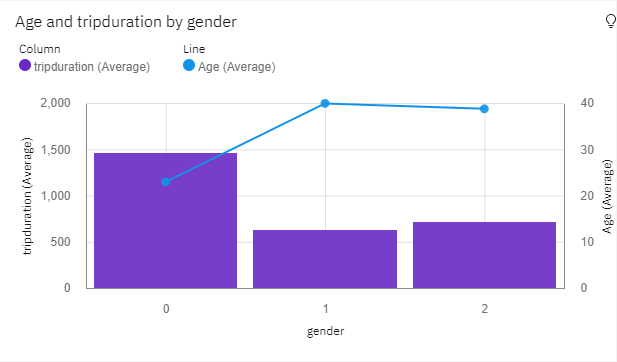 Age and tripduration by gender
Column
Line
tripduration (Average)
Age (Average)
2,000
1,500
1,000
500
0
tripduration (Average)
40
30
20
10
0
Age (Average)
0
1
2
gender